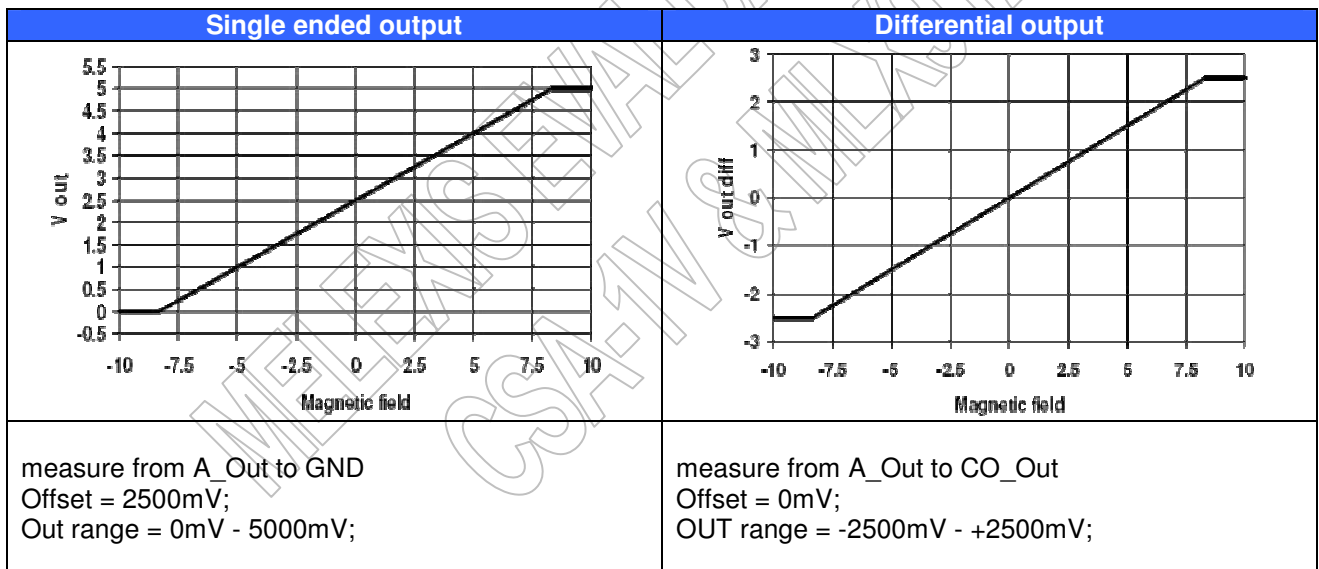 Single ended output
Differential output
5.5
5
4.5
4
3.5
3
2.5
2
1.5
1
0.5
0
-0.5
V out
-10 -7.5 -5 -2.5 0 2.5 5 7.5 10
Magnetic field
3
2
1
0
-1
-2
-3
V out diff
-10 -7.5 -5 -2.5 0 2.5 5 7.5 10
Magnetic field
measure from A_Out to GND
Offset = 2500mV;
Out range = 0mV - 5000mV;
measure from A_Out to CO_Out
Offset = 0mV;
OUT range = -2500mV - +2500mV;
MELEXIS
CSA-1V &